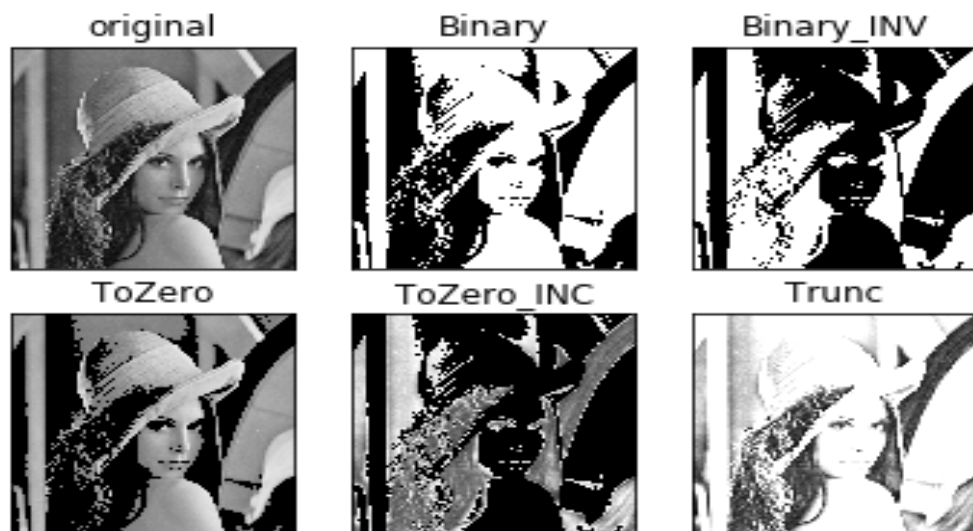 original
Binary
Binary_INV
ToZero
ToZero_INC
Trunc